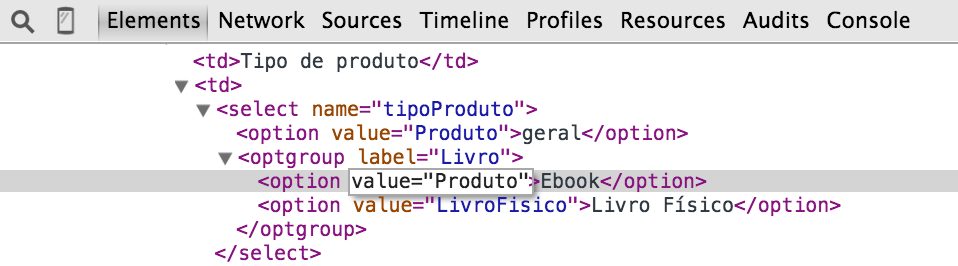 Elements Network Sources Timeline Profiles Resources Audits Console
<td>Tipo de produto</td>
▼<td>
▼<select name="tipoProduto">
<option value="Produto">geral</option>
▼<optgroup label="Livro">
<option value="Produto">Ebook</option>
<option value="LivroFisico">Livro Físico</option>
</optgroup>
</select>